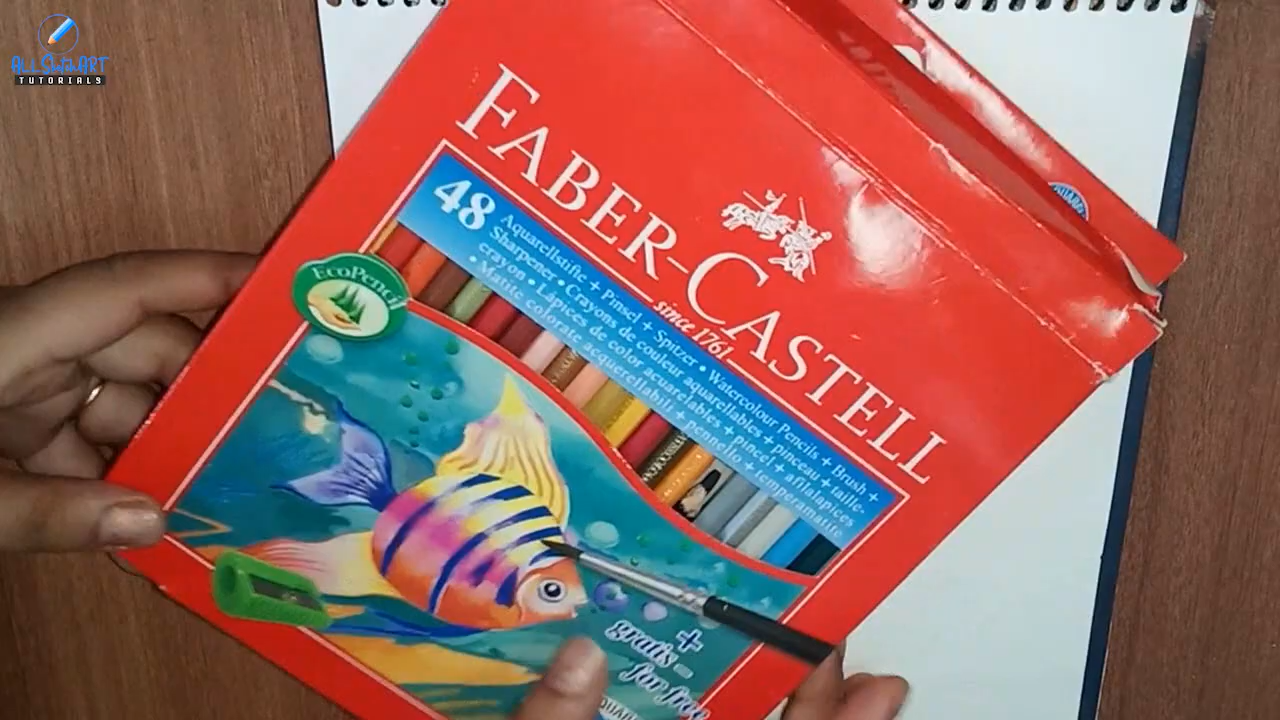 ALLSholinART
TUTORIALS
FABER-CASTELL
since 1761
48
Aquarellstifte + Pinsel + Spitzer • Watercolour Pencils + Brush +
Sharpener • Crayons de couleur aquarellables + pinceau + taille-
crayon • Lápices de color acuarelables + pincel + afilalápices
• Matite colorate acquerellabili + pennello + temperamatite
EcoPencil
+
gratis –
for free